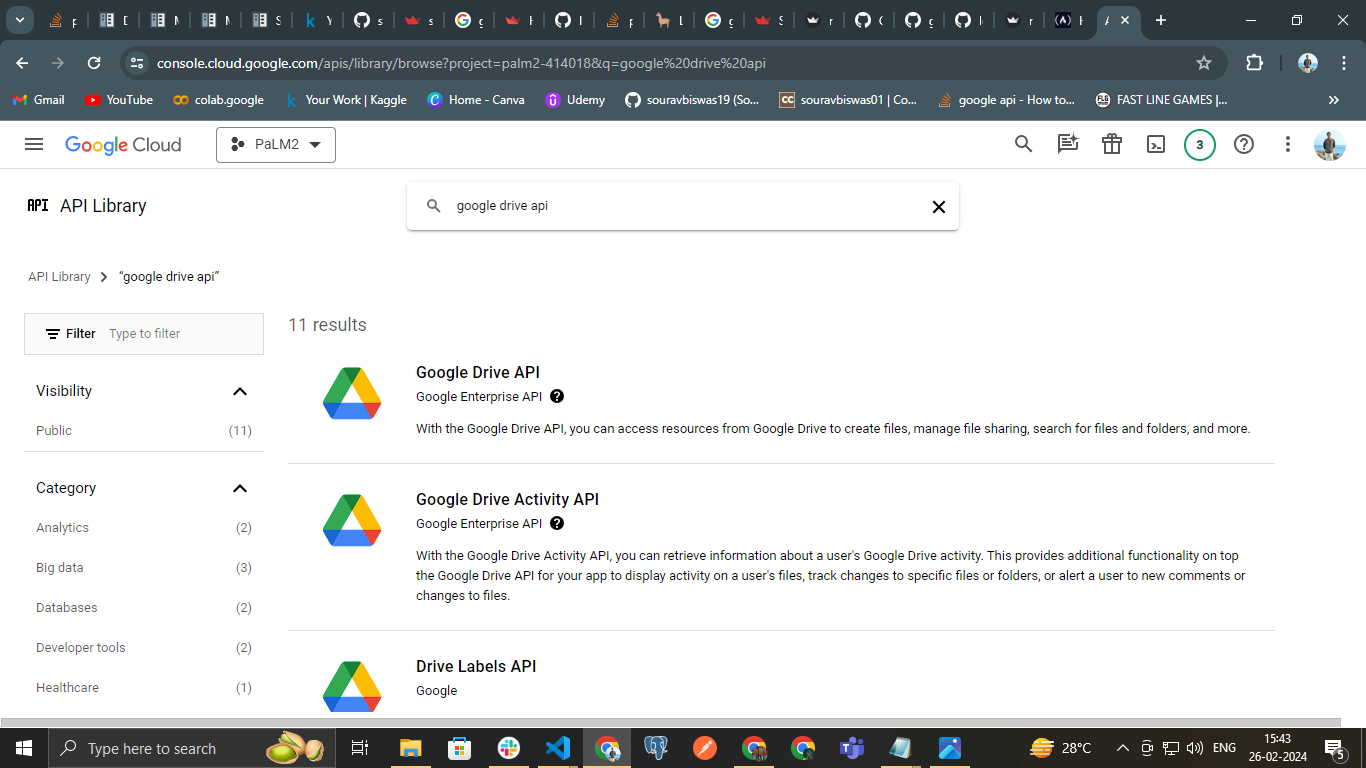 console.cloud.google.com/apis/library/browse?project=palm2-414018&q=google%20drive%20api
Gmail
YouTube
colab.google
Your Work | Kaggle
Home - Canva
Udemy
souravbiswas19 (So...
souravbiswas01 | Co...
google api - How to...
FAST LINE GAMES |...
Google Cloud
PaLM2
3
API API Library
google drive api
API Library
“google drive api”
Filter Type to filter
11 results
Visibility
Public (11)
Category
Analytics (2)
Big data (3)
Databases (2)
Developer tools (2)
Healthcare (1)
Google Drive API
Google Enterprise API
With the Google Drive API, you can access resources from Google Drive to create files, manage file sharing, search for files and folders, and more.
Google Drive Activity API
Google Enterprise API
With the Google Drive Activity API, you can retrieve information about a user's Google Drive activity. This provides additional functionality on top
the Google Drive API for your app to display activity on a user's files, track changes to specific files or folders, or alert a user to new comments or
changes to files.
Drive Labels API
Google
Type here to search
28°C
ENG
15:43
26-02-2024
5